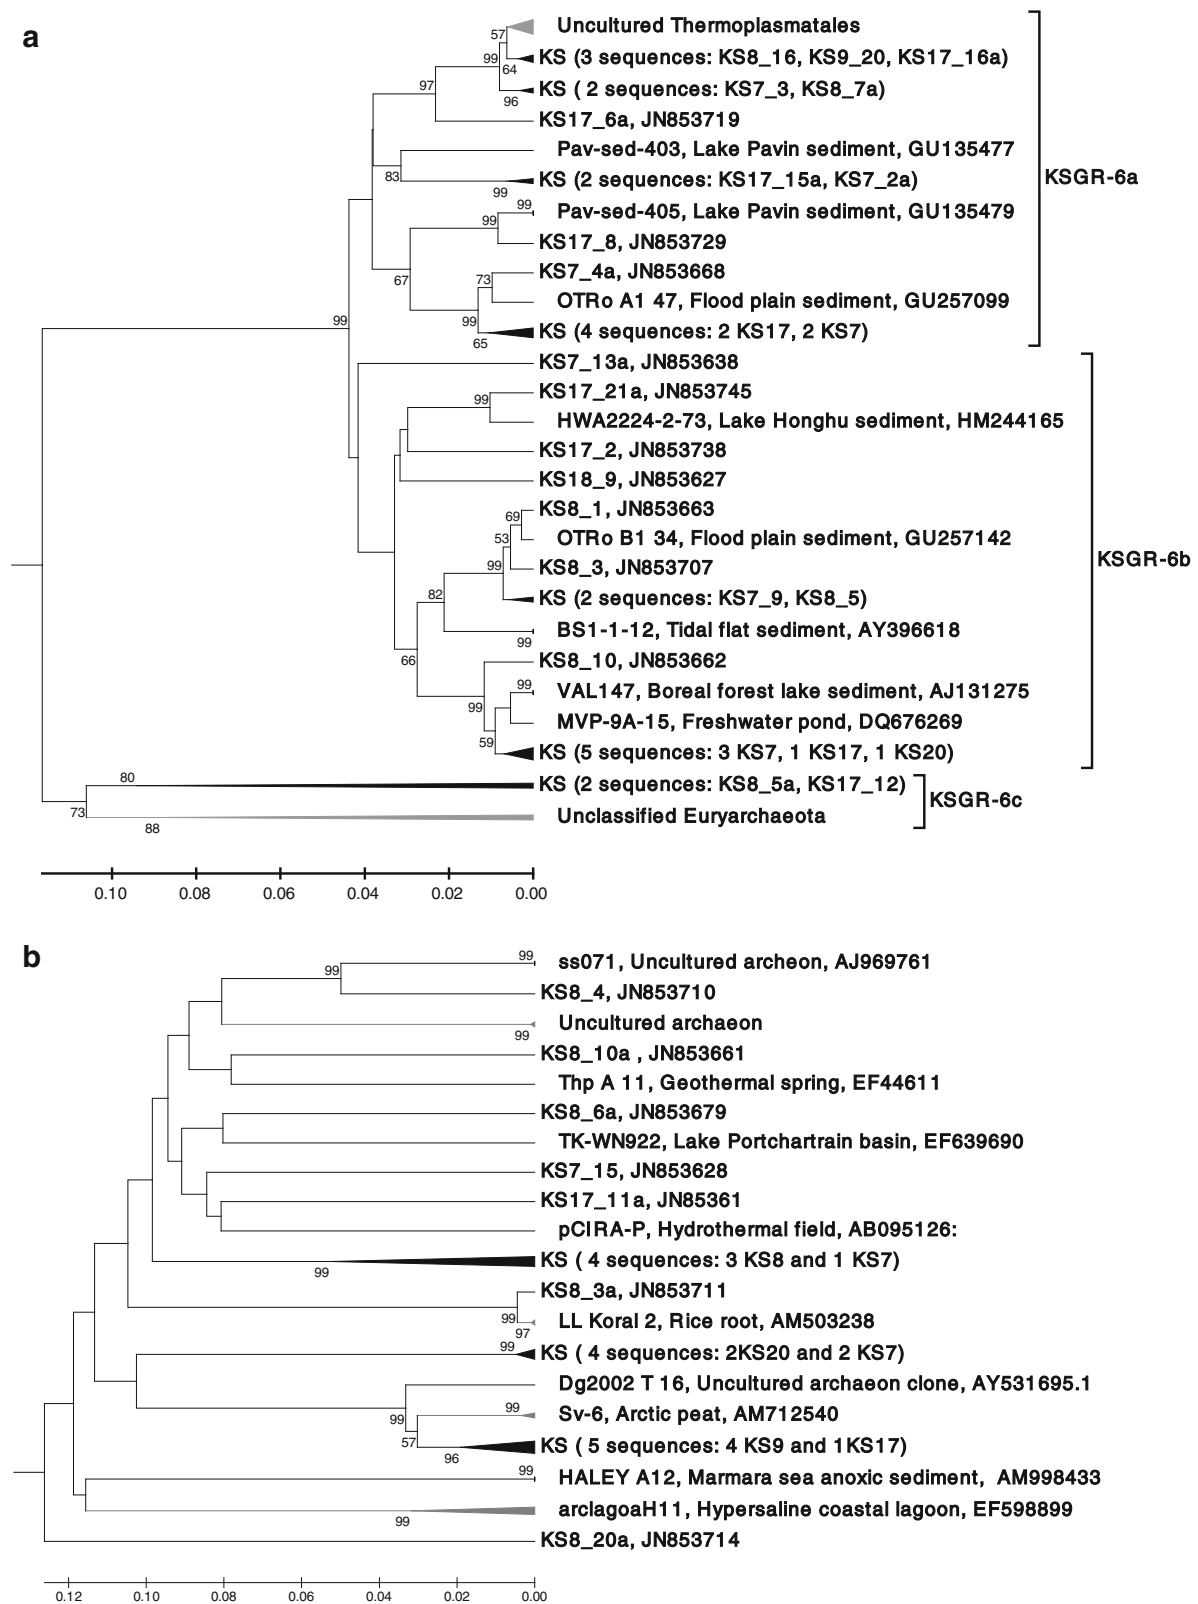 a
Uncultured Thermoplasmatales
57
KS (3 sequences: KS8_16, KS9_20, KS17_16a)
99
64
KS ( 2 sequences: KS7_3, KS8_7a)
97
96
KS17_6a, JN853719
Pav-sed-403, Lake Pavin sediment, GU135477
83
KS (2 sequences: KS17_15a, KS7_2a)
KSGR-6a
99
99
Pav-sed-405, Lake Pavin sediment, GU135479
99
KS17_8, JN853729
67
KS7_4a, JN853668
73
OTRo A1 47, Flood plain sediment, GU257099
99
99
KS (4 sequences: 2 KS17, 2 KS7)
65
KS7_13a, JN853638
KS17_21a, JN853745
99
HWA2224-2-73, Lake Honghu sediment, HM244165
KS17_2, JN853738
KS18_9, JN853627
KS8_1, JN853663
69
OTRo B1 34, Flood plain sediment, GU257142
53
KSGR-6b
99
KS8_3, JN853707
82
KS (2 sequences: KS7_9, KS8_5)
BS1-1-12, Tidal flat sediment, AY396618
99
66
KS8_10, JN853662
99
VAL147, Boreal forest lake sediment, AJ131275
99
MVP-9A-15, Freshwater pond, DQ676269
59
KS (5 sequences: 3 KS7, 1 KS17, 1 KS20)
80
KS (2 sequences: KS8_5a, KS17_12)
KSGR-6c
73
Unclassified Euryarchaeota
88
0.10 0.08 0.06 0.04 0.02 0.00
b
99
ss071, Uncultured archeon, AJ969761
99
KS8_4, JN853710
Uncultured archaeon
99
KS8_10a , JN853661
Thp A 11, Geothermal spring, EF44611
KS8_6a, JN853679
TK-WN922, Lake Portchartrain basin, EF639690
KS7_15, JN853628
KS17_11a, JN85361
pCIRA-P, Hydrothermal field, AB095126:
KS ( 4 sequences: 3 KS8 and 1 KS7)
99
KS8_3a, JN853711
99
LL Koral 2, Rice root, AM503238
97
99
KS ( 4 sequences: 2KS20 and 2 KS7)
Dg2002 T 16, Uncultured archaeon clone, AY531695.1
99
99
Sv-6, Arctic peat, AM712540
57
KS ( 5 sequences: 4 KS9 and 1KS17)
96
99
HALEY A12, Marmara sea anoxic sediment, AM998433
arclagoaH11, Hypersaline coastal lagoon, EF598899
99
KS8_20a, JN853714
0.12 0.10 0.08 0.06 0.04 0.02 0.00